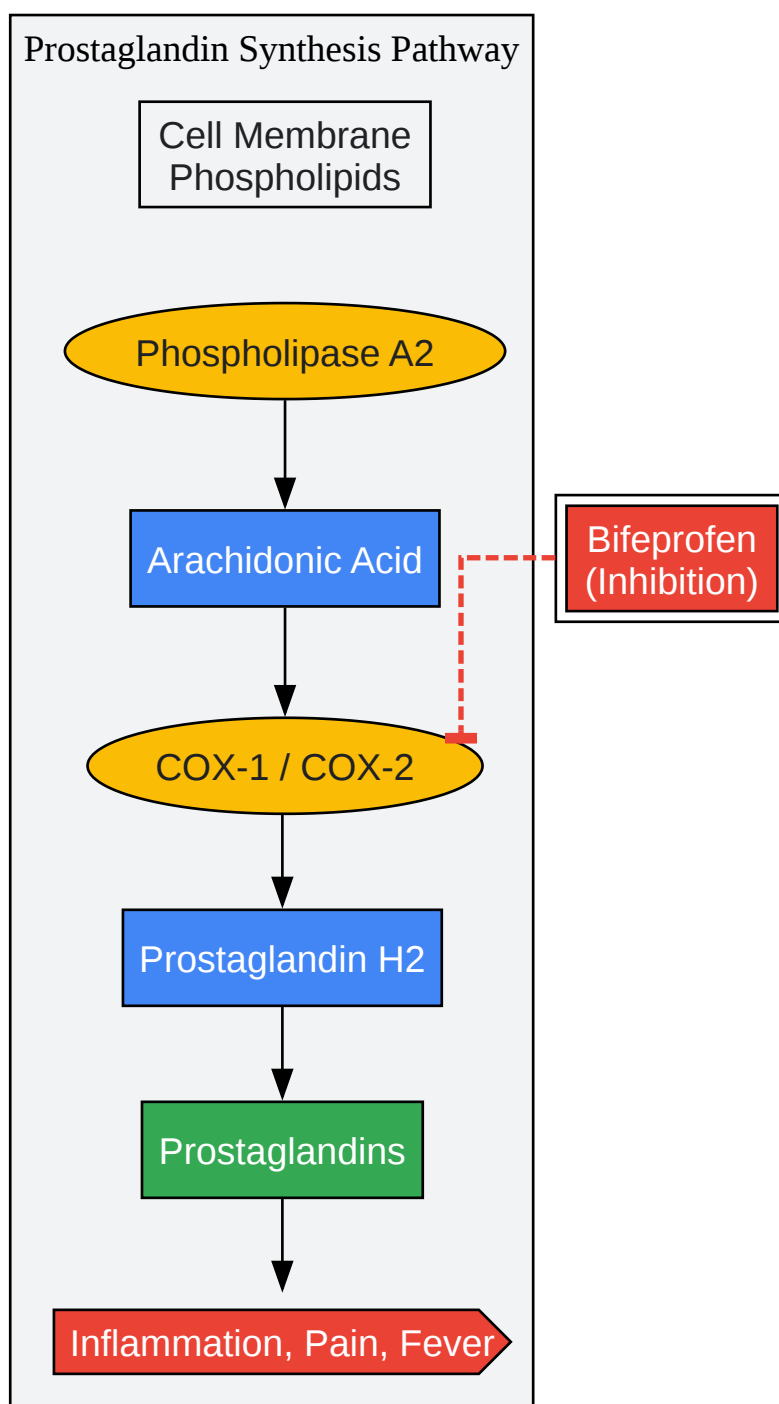 Prostaglandin Synthesis Pathway
Cell Membrane
Phospholipids
Phospholipase A2
Arachidonic Acid
Bifeprofen
(Inhibition)
COX-1 / COX-2
Prostaglandin H2
Prostaglandins
Inflammation, Pain, Fever